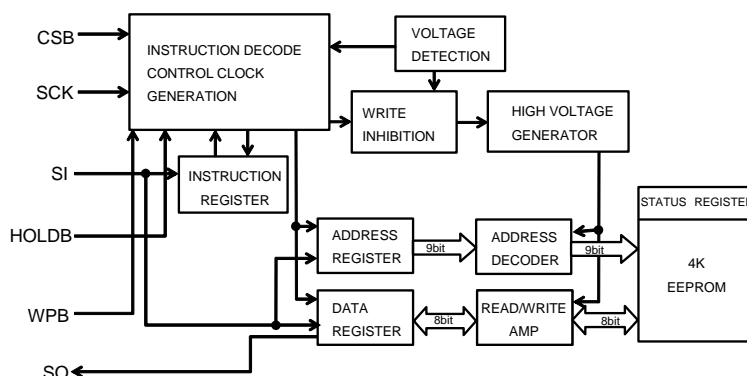 CSB
SCK
SI
HOLDB
WPB
SO
INSTRUCTION DECODE
CONTROL CLOCK
GENERATION
VOLTAGE
DETECTION
WRITE
INHIBITION
HIGH VOLTAGE
GENERATOR
INSTRUCTION
REGISTER
ADDRESS
REGISTER
9bit
ADDRESS
DECODER
9bit
DATA
REGISTER
8bit
READ/WRITE
AMP
8bit
STATUS REGISTER
4K
EEPROM